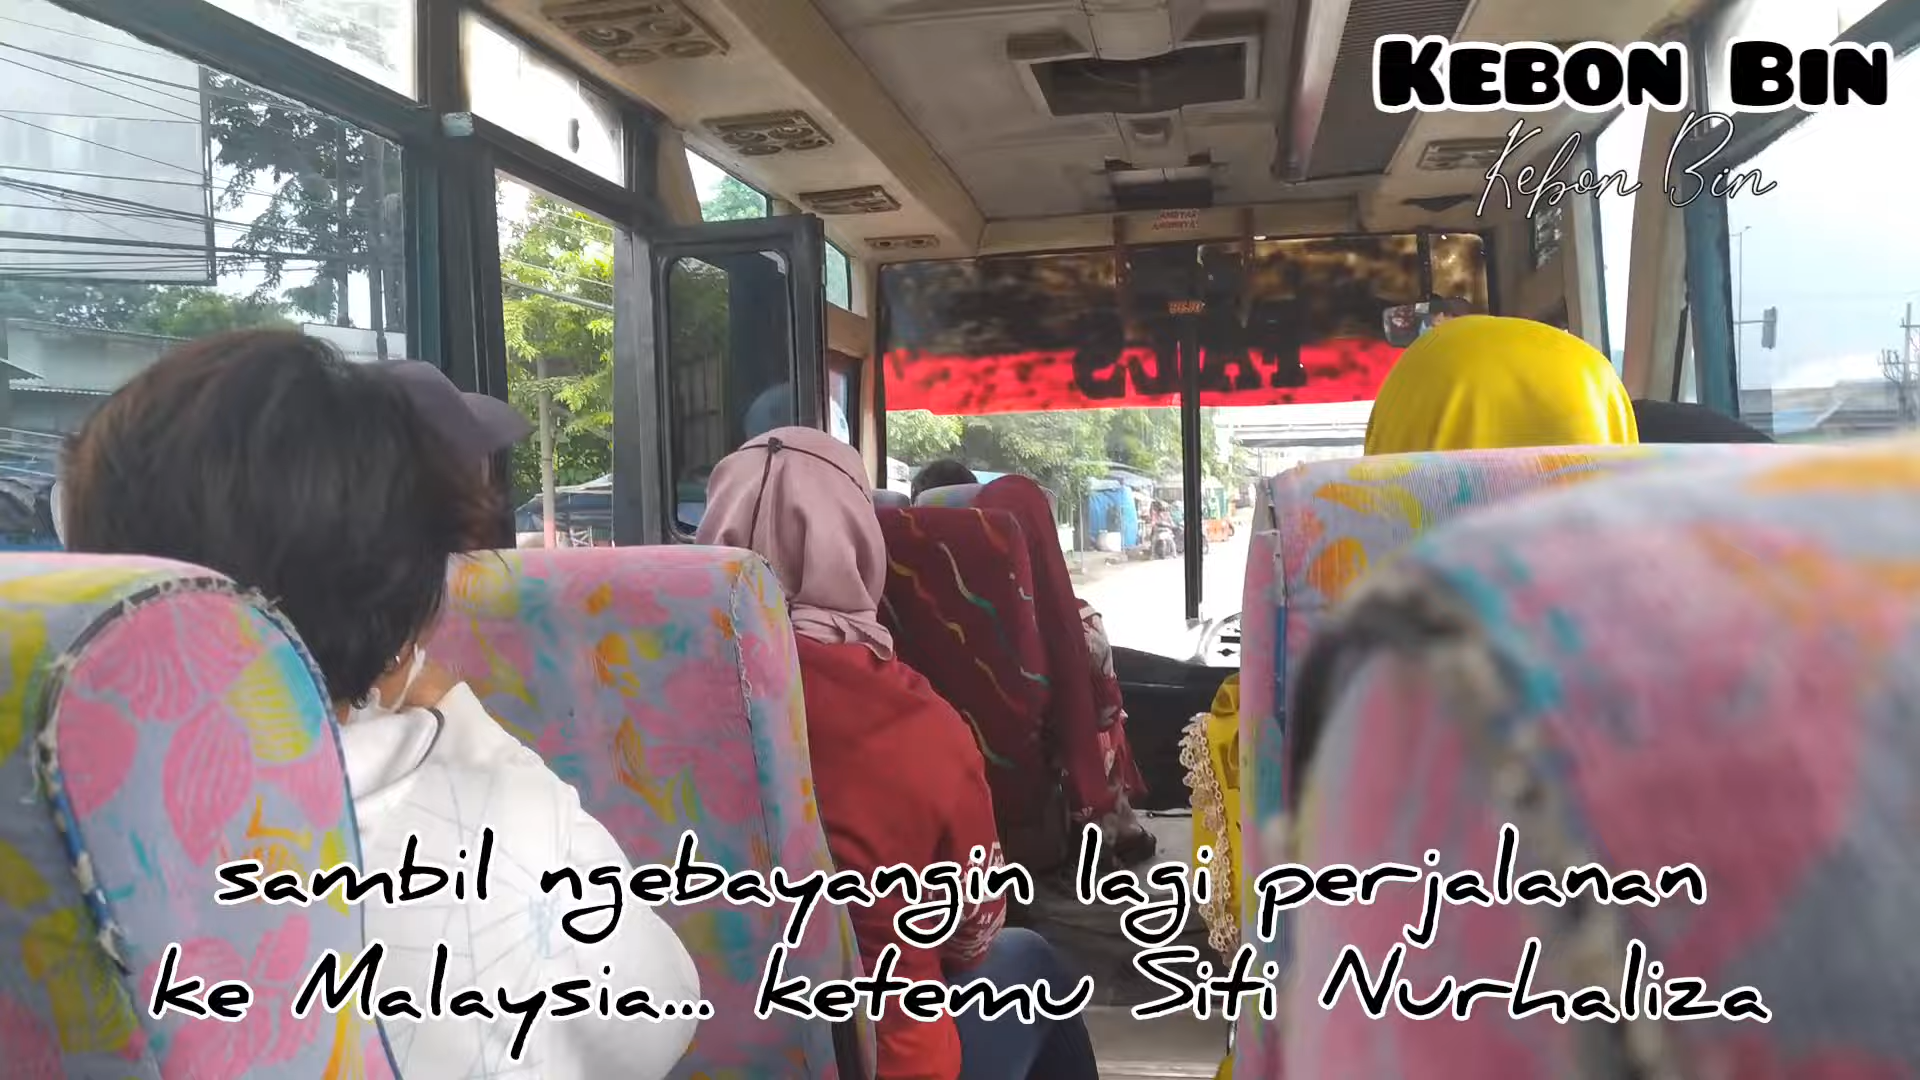 KEBON BIN
Kebon Bin
sambil ngebayangin lagi perjalanan
ke Malaysia... ketemu Siti Nurhaliza